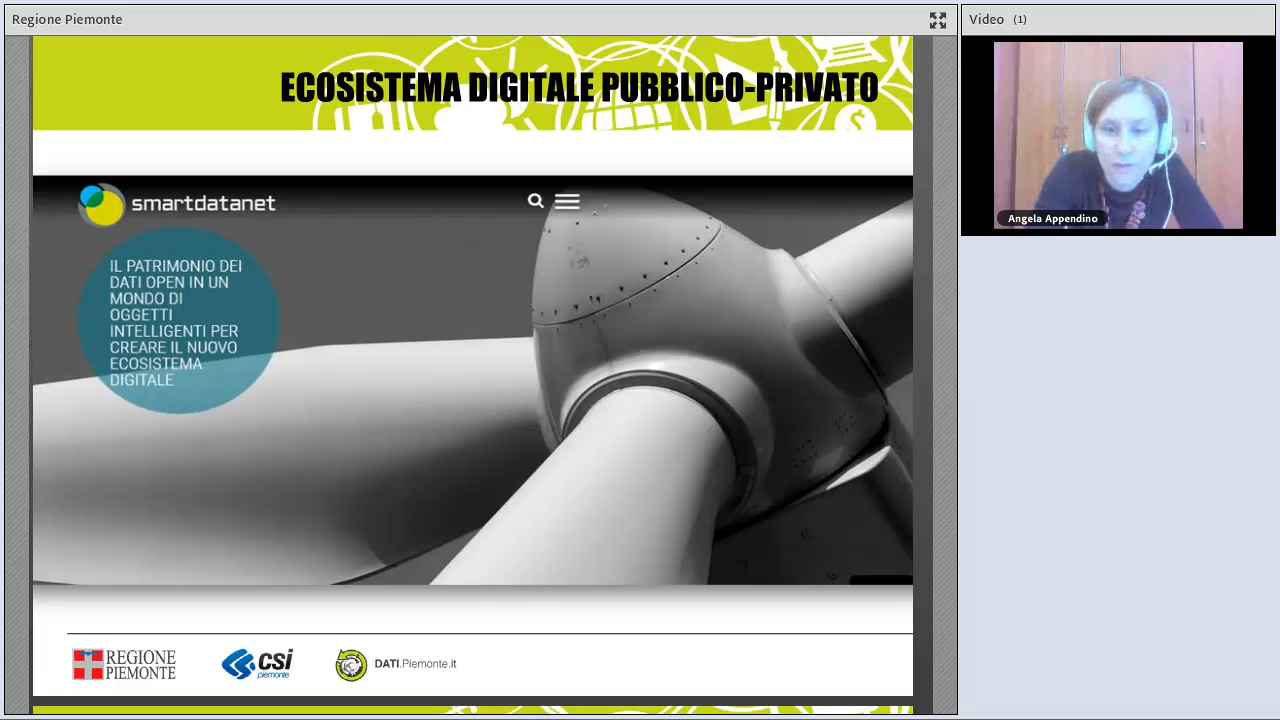 Regione Piemonte
ECOSISTEMA DIGITALE PUBBLICO-PRIVATO
smartdatanet
IL PATRIMONIO DEI
DATI OPEN IN UN
MONDO DI
OGGETTI
INTELLIGENTI PER
CREARE IL NUOVO
ECOSISTEMA
DIGITALE
REGIONE
PIEMONTE
csi
piemonte
DATI.Piemonte.it
Video (1)
Angela Appendino